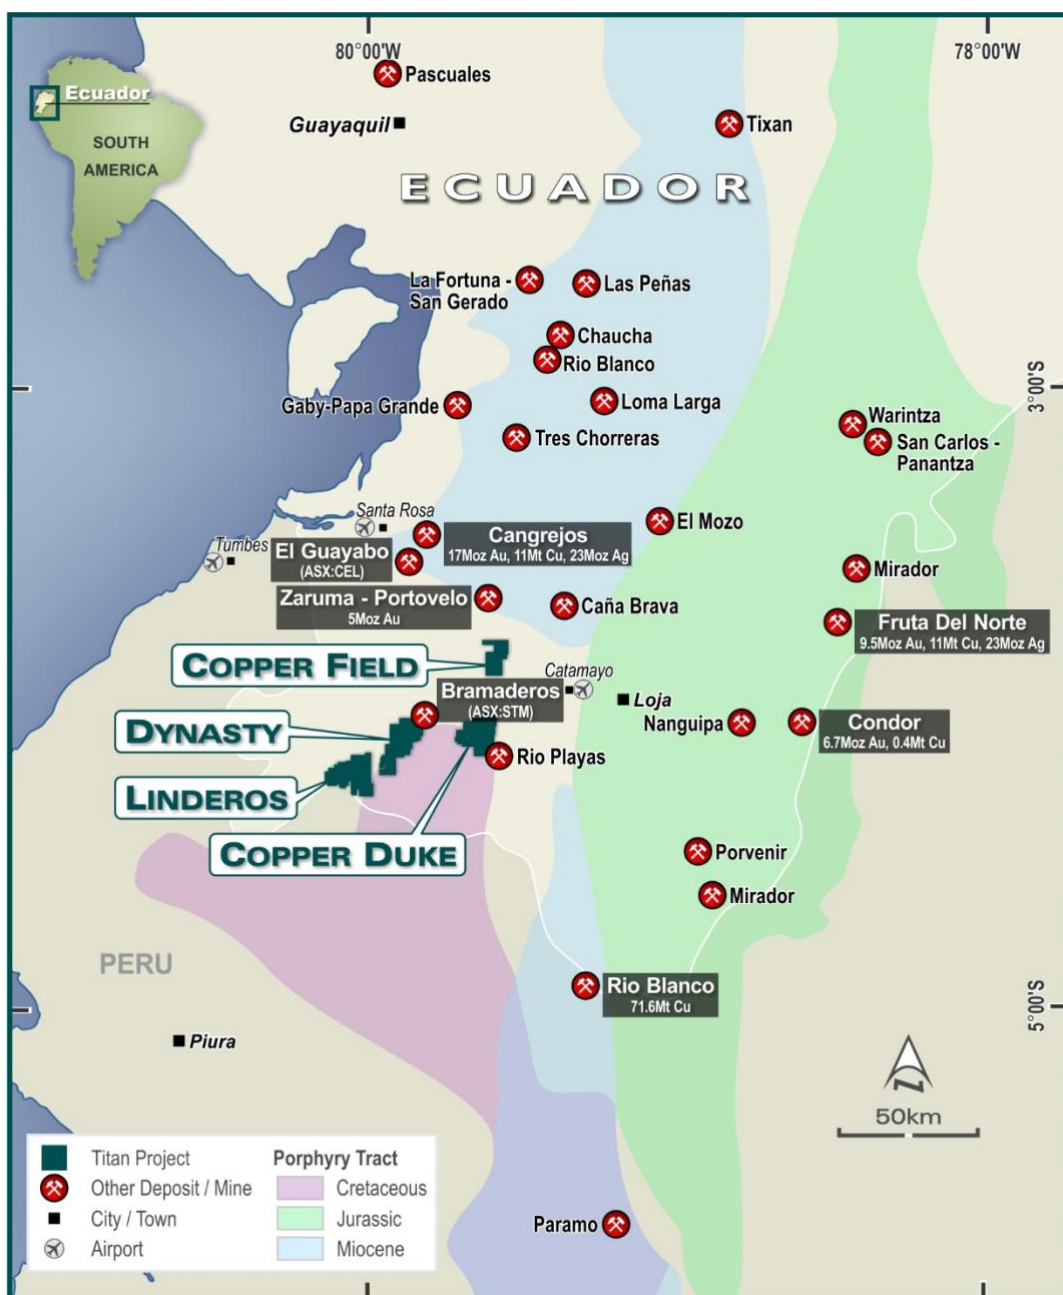 80°00'W
78°00'W
Ecuador
SOUTH
AMERICA
Pascuales
Guayaquil
Tixan
ECUADOR
La Fortuna -
San Gerado
Las Peñas
Chaucha
Rio Blanco
3°00'S
Gaby-Papa Grande
Loma Larga
Tres Chorreras
Warintza
San Carlos -
Panantza
Santa Rosa
El Mozo
Cangrejos
17Moz Au, 11Mt Cu, 23Moz Ag
Tumbes
El Guayabo
(ASX:CEL)
Mirador
Zaruma - Portovelo
5Moz Au
Caña Brava
Fruta Del Norte
9.5Moz Au, 11Mt Cu, 23Moz Ag
COPPER FIELD
Catamayo
Bramaderos
(ASX:STM)
Loja
Nanguipa
Condor
6.7Moz Au, 0.4Mt Cu
DYNASTY
Rio Playas
LINDEROS
COPPER DUKE
Porvenir
Mirador
PERU
Rio Blanco
71.6Mt Cu
5°00'S
Piura
N
50km
Titan Project
Other Deposit / Mine
City / Town
Airport
Porphyry Tract
Cretaceous
Jurassic
Miocene
Paramo